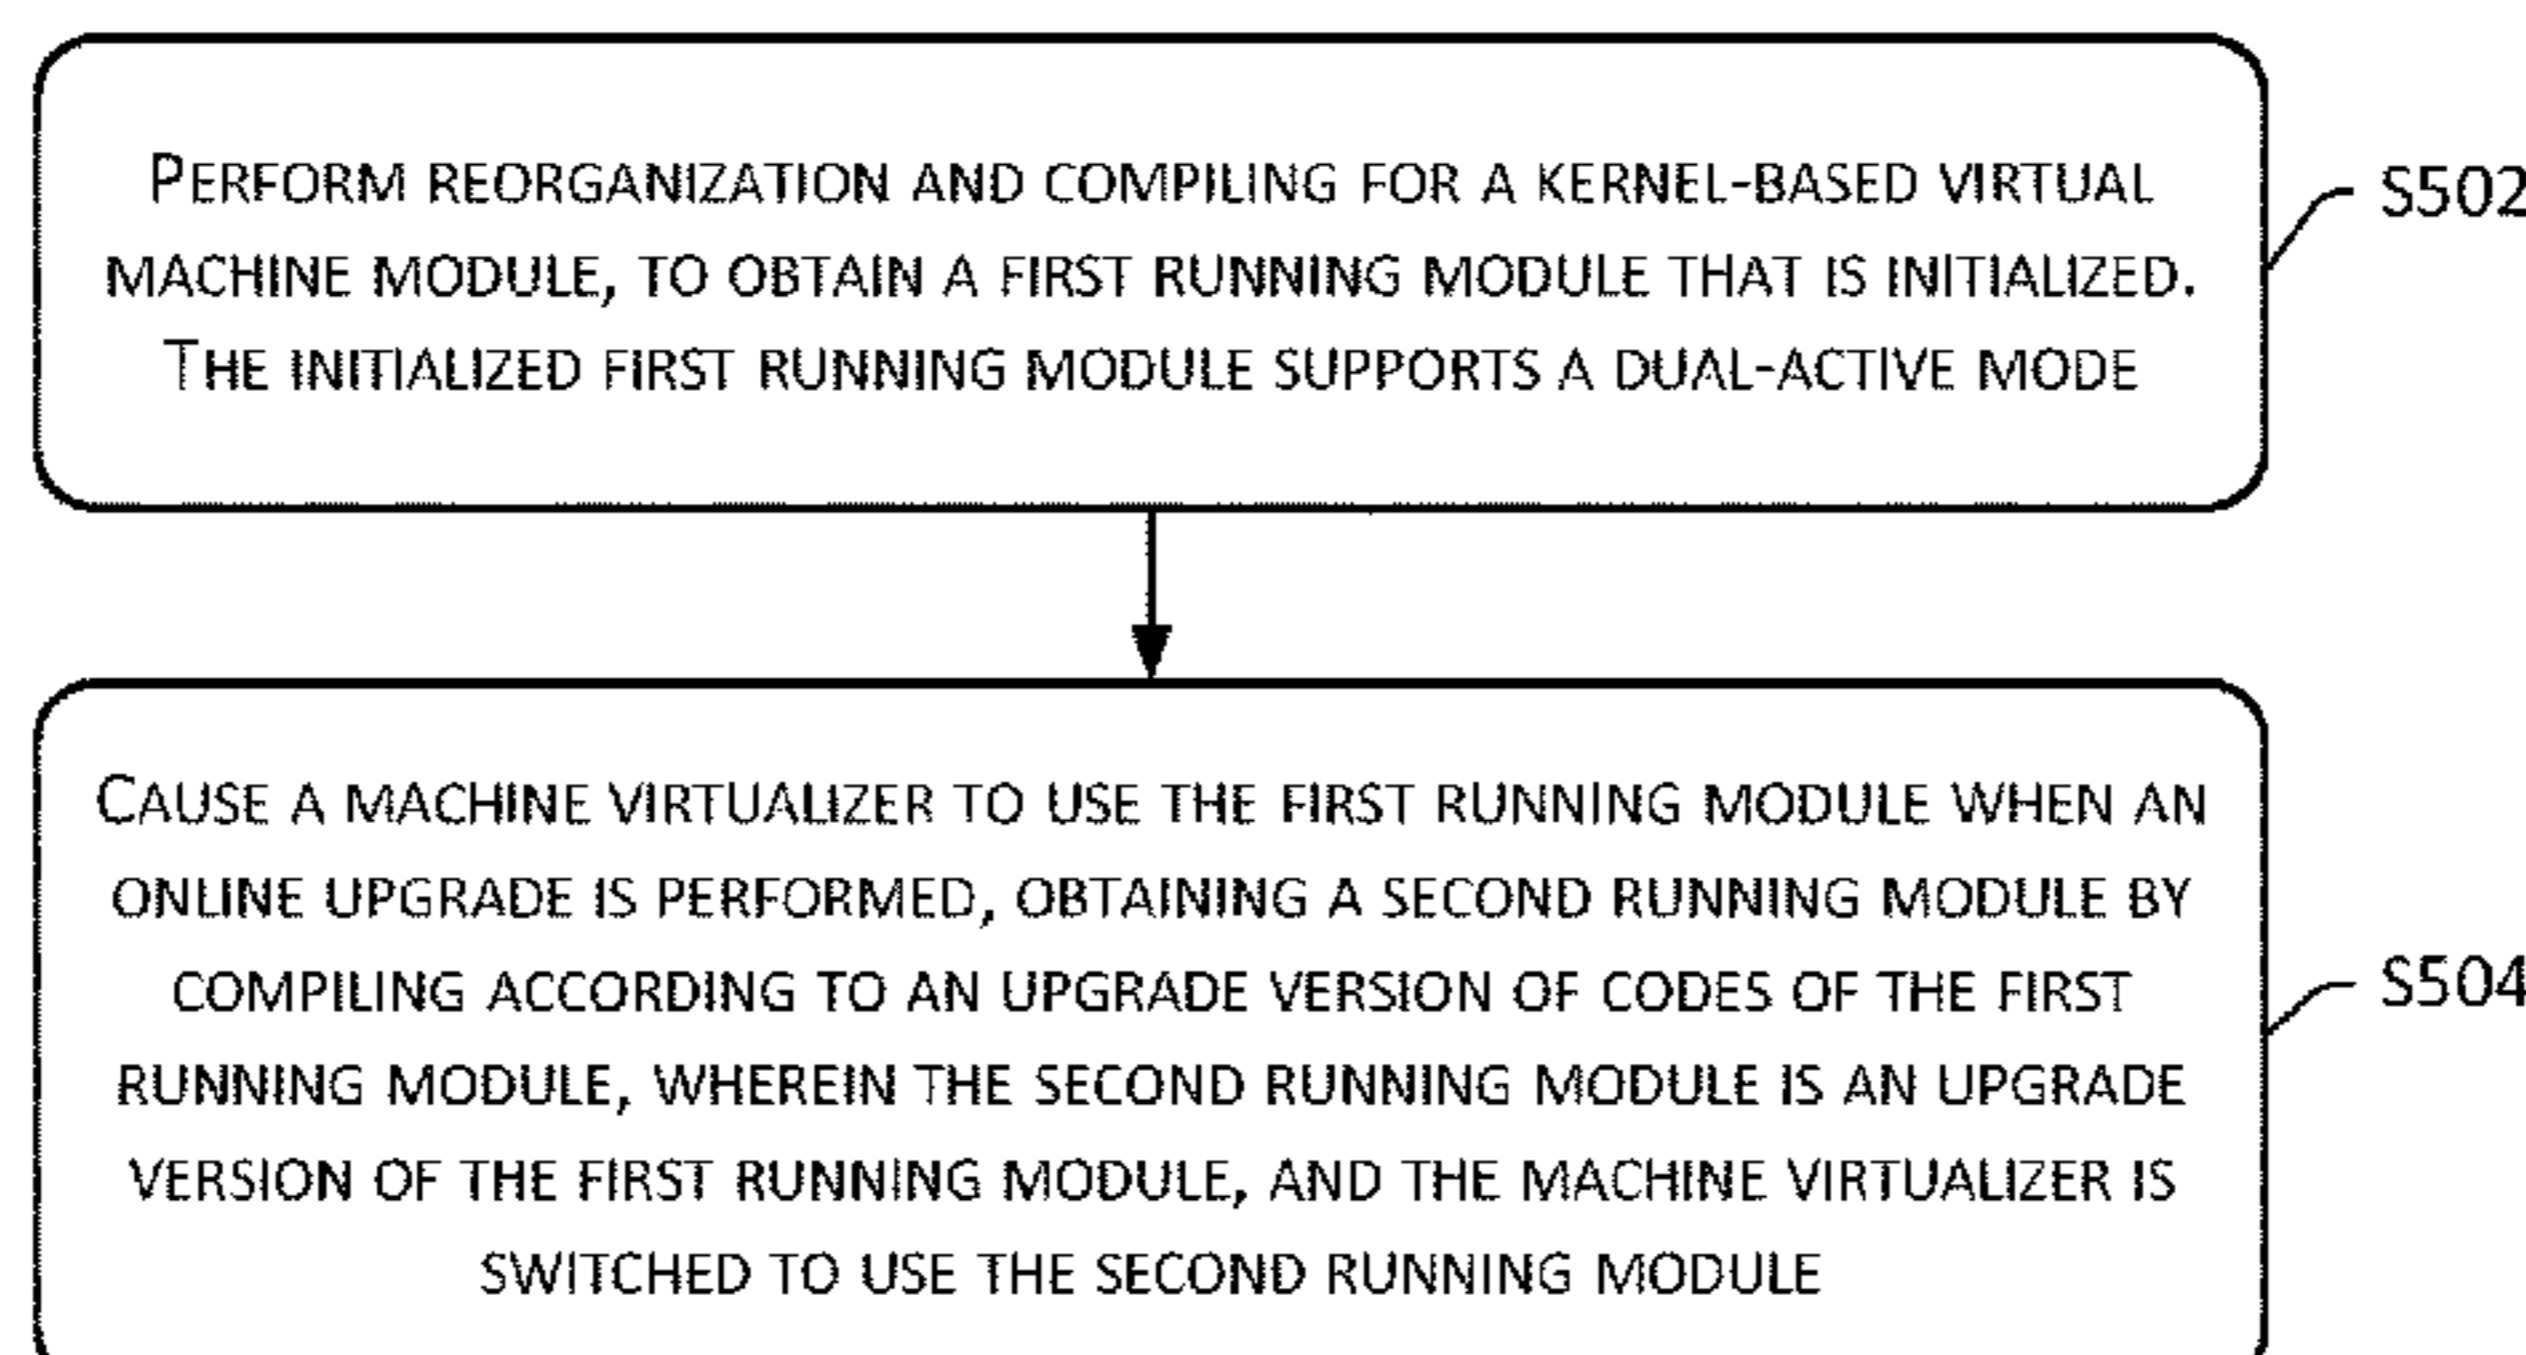 Perform reorganization and compiling for a kernel-based virtual
machine module, to obtain a first running module that is initialized.
The initialized first running module supports a dual-active mode
S502
Cause a machine virtualizer to use the first running module when an
online upgrade is performed, obtaining a second running module by
compiling according to an upgrade version of codes of the first
running module, wherein the second running module is an upgrade
version of the first running module, and the machine virtualizer is
switched to use the second running module
S504